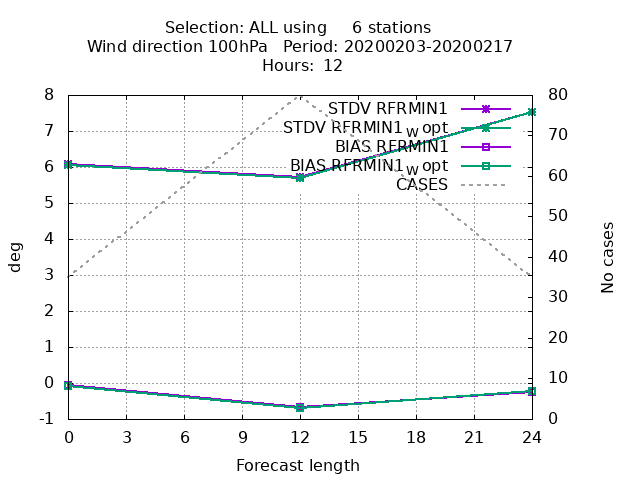 Selection: ALL using     6 stations
Wind direction 100hPa   Period: 20200203-20200217
Hours: 12
8
7
6
5
4
3
2
1
0
-1
deg
STDV RFRMIN1
STDV RFRMIN1_w opt
BIAS RFRMIN1
BIAS RFRMIN1_w opt
CASES
80
70
60
50
40
30
20
10
0
No cases
0 3 6 9 12 15 18 21 24
Forecast length